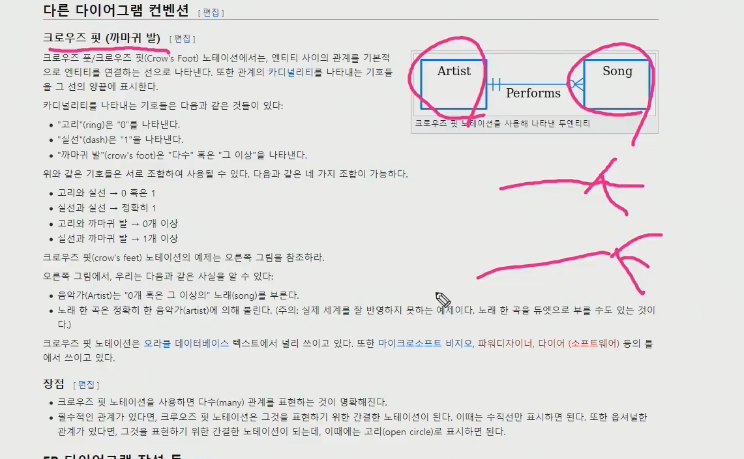 다른 다이어그램 컨벤션 [ 편집 ]
크로우즈 핏 (까마귀 발) [ 편집 ]
크로우즈 풋/크로우즈 핏(Crow's Foot) 노테이션에서는, 엔티티 사이의 관계를 기본적
으로 엔티티를 연결하는 선으로 나타낸다. 또한 관계의 카디널리티를 나타내는 기호들
을 그 선의 양끝에 표시한다.
카디널리티를 나타내는 기호들은 다음과 같은 것들이 있다:
• "고리"(ring)은 "0"를 나타낸다.
• "실선"(dash)은 "1"을 나타낸다.
• "까마귀 발"(crow's foot)은 "다수" 혹은 "그 이상"을 나타낸다.
Artist
Performs
Song
크로우즈 핏 노테이션을 사용해 나타낸 두엔티티
위와 같은 기호들은 서로 조합하여 사용될 수 있다. 다음과 같은 네 가지 조합이 가능하다.
• 고리와 실선 → 0 혹은 1
• 실선과 실선 → 정확히 1
• 고리와 까마귀 발 → 0개 이상
• 실선과 까마귀 발 → 1개 이상
크로우즈 핏(crow's feet) 노테이션의 예제는 오른쪽 그림을 참조하라.
오른쪽 그림에서, 우리는 다음과 같은 사실을 알 수 있다:
• 음악가(Artist)는 "0개 혹은 그 이상의" 노래(song)를 부른다.
• 노래 한 곡은 정확히 한 음악가(artist)에 의해 불린다. (주의: 실제 세계를 잘 반영하지 못하는 예제이다. 노래 한 곡을 듀엣으로 부를 수도 있는 것이
다.)
크로우즈 핏 노테이션은 오라클 데이터베이스 텍스트에서 널리 쓰이고 있다. 또한 마이크로소프트 비지오, 파워디자이너, 다이어 (소프트웨어) 등의 툴
에서 쓰이고 있다.
장점 [ 편집 ]
• 크로우즈 핏 노테이션을 사용하면 다수(many) 관계를 표현하는 것이 명확해진다.
• 필수적인 관계가 있다면, 크루오즈 핏 노테이션은 그것을 표현하기 위한 간결한 노테이션이 된다. 이때는 수직선만 표시하면 된다. 또한 옵셔널한
관계가 있다면, 그것을 표현하기 위한 간결한 노테이션이 되는데, 이때에는 고리(open circle)로 표시하면 된다.